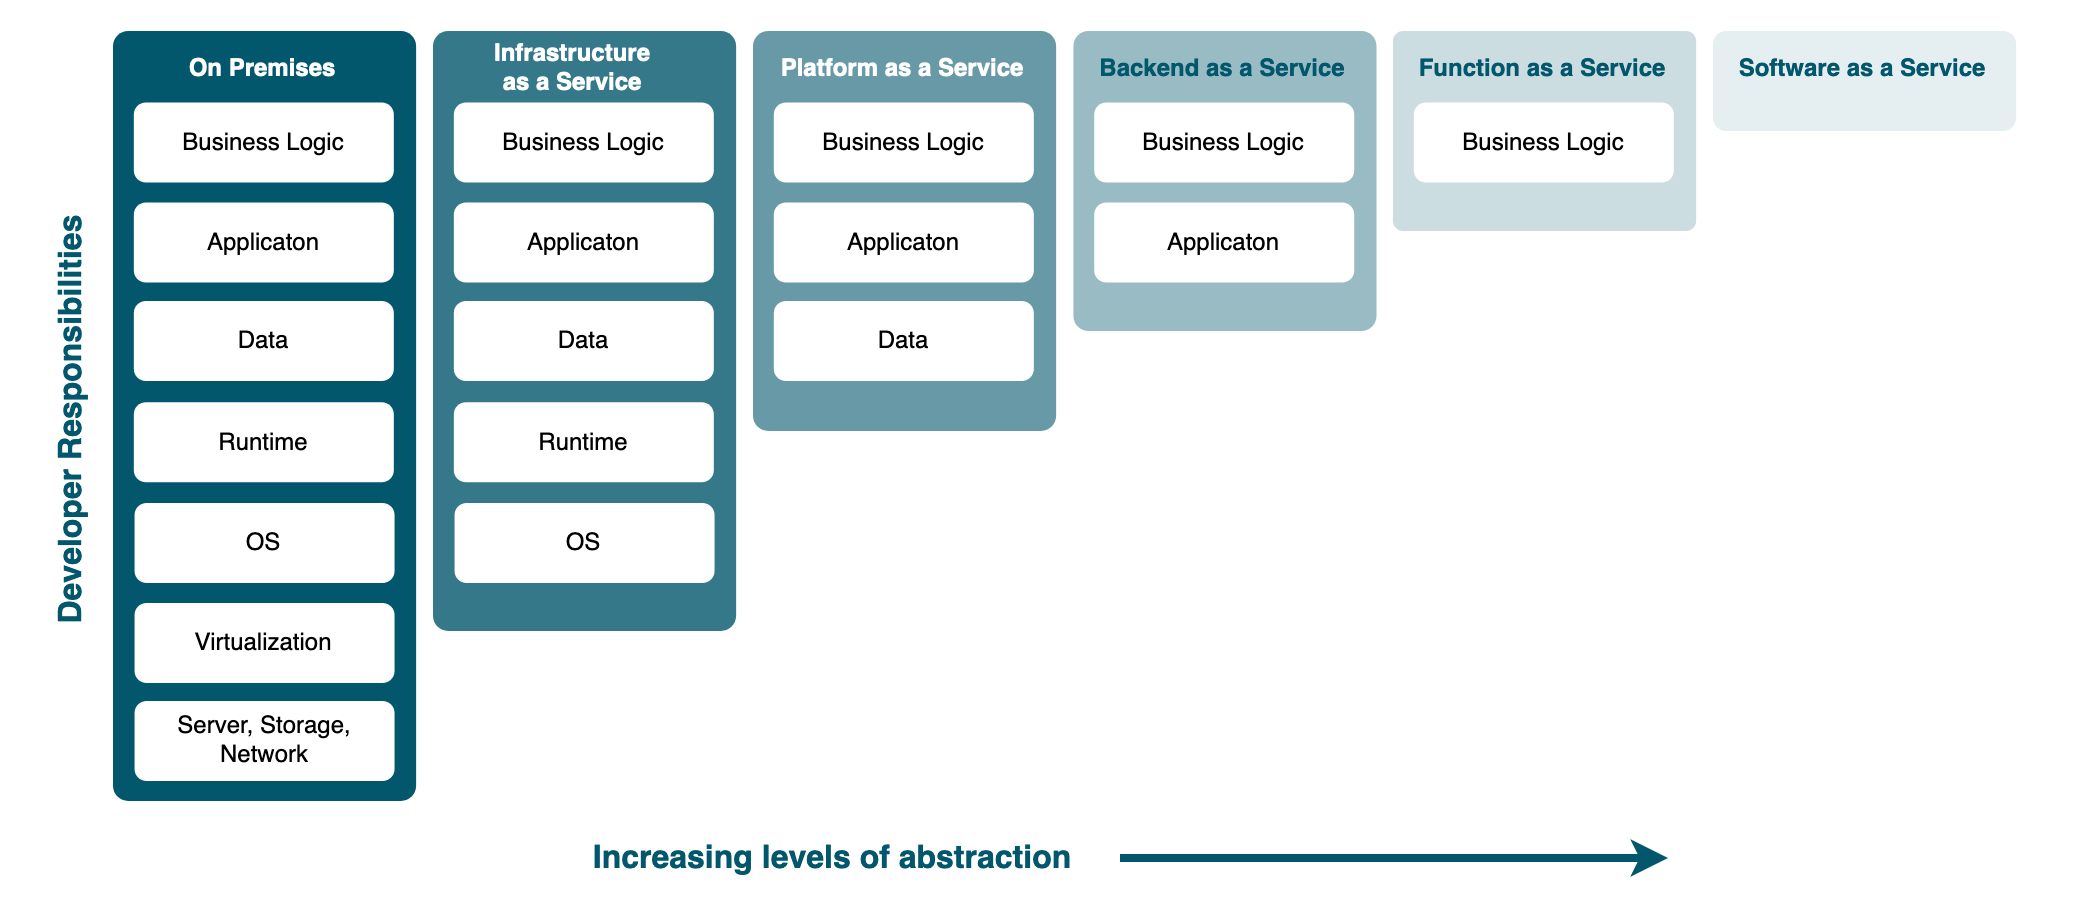 Developer Responsibilities
On Premises
Business Logic
Applicaton
Data
Runtime
OS
Virtualization
Server, Storage,
Network
Infrastructure
as a Service
Business Logic
Applicaton
Data
Runtime
OS
Platform as a Service
Business Logic
Applicaton
Data
Backend as a Service
Business Logic
Applicaton
Function as a Service
Business Logic
Software as a Service
Increasing levels of abstraction